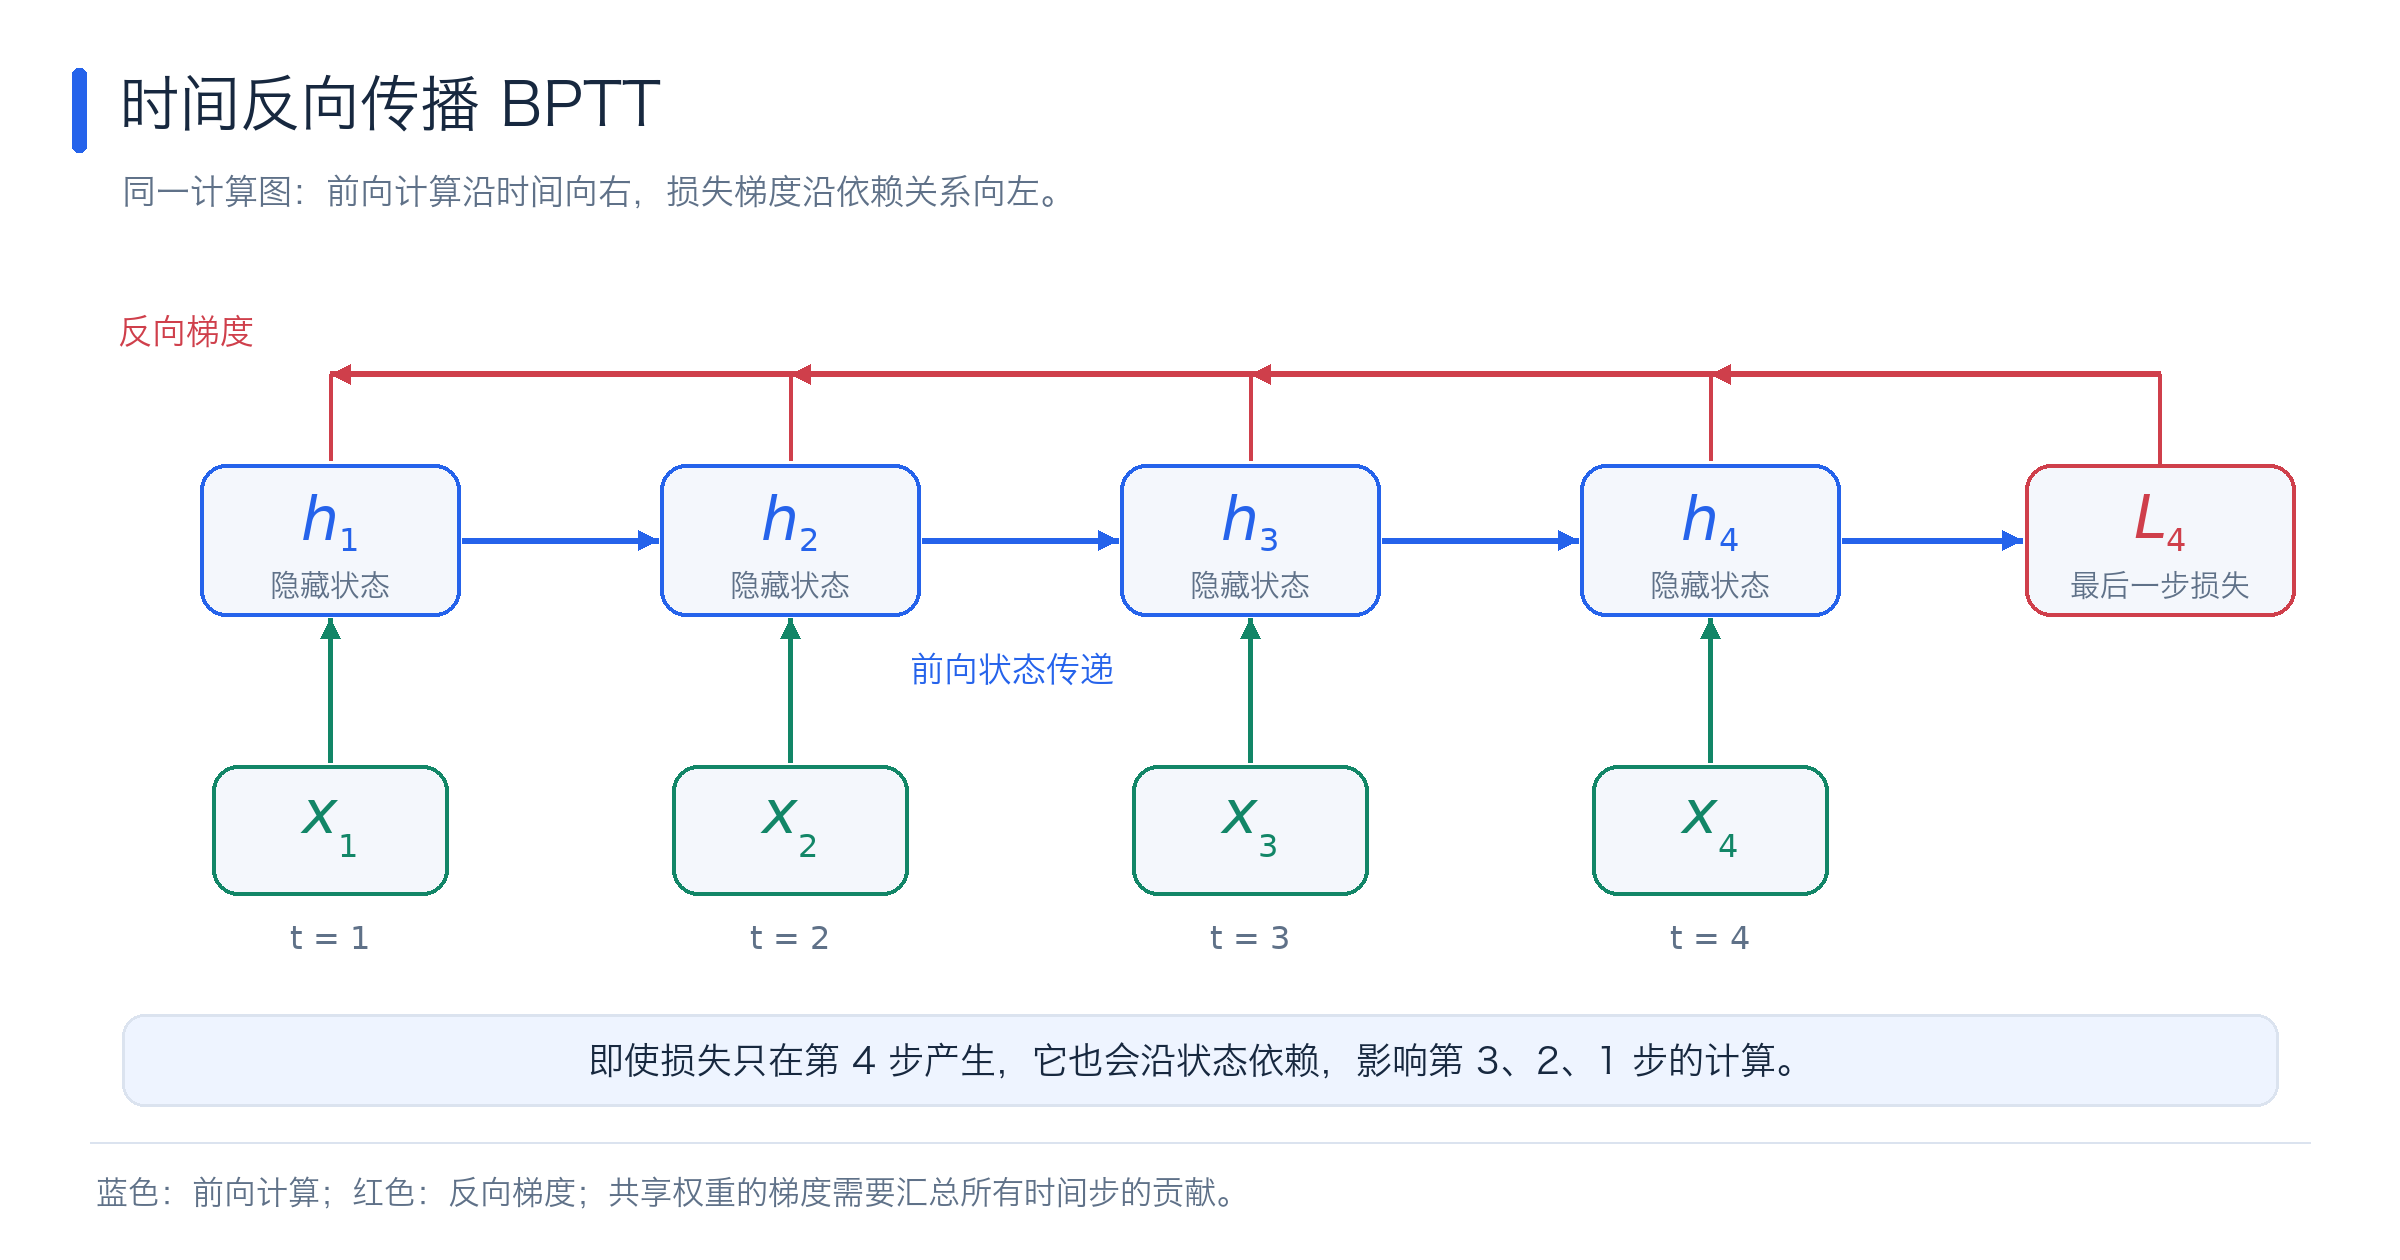 时间反向传播 BPTT
同一计算图：前向计算沿时间向右，损失梯度沿依赖关系向左。
反向梯度
h1
隐藏状态
h2
隐藏状态
h3
隐藏状态
h4
隐藏状态
L4
最后一步损失
前向状态传递
x1
x2
x3
x4
t = 1
t = 2
t = 3
t = 4
即使损失只在第 4 步产生，它也会沿状态依赖，影响第 3、2、1 步的计算。
蓝色：前向计算；红色：反向梯度；共享权重的梯度需要汇总所有时间步的贡献。